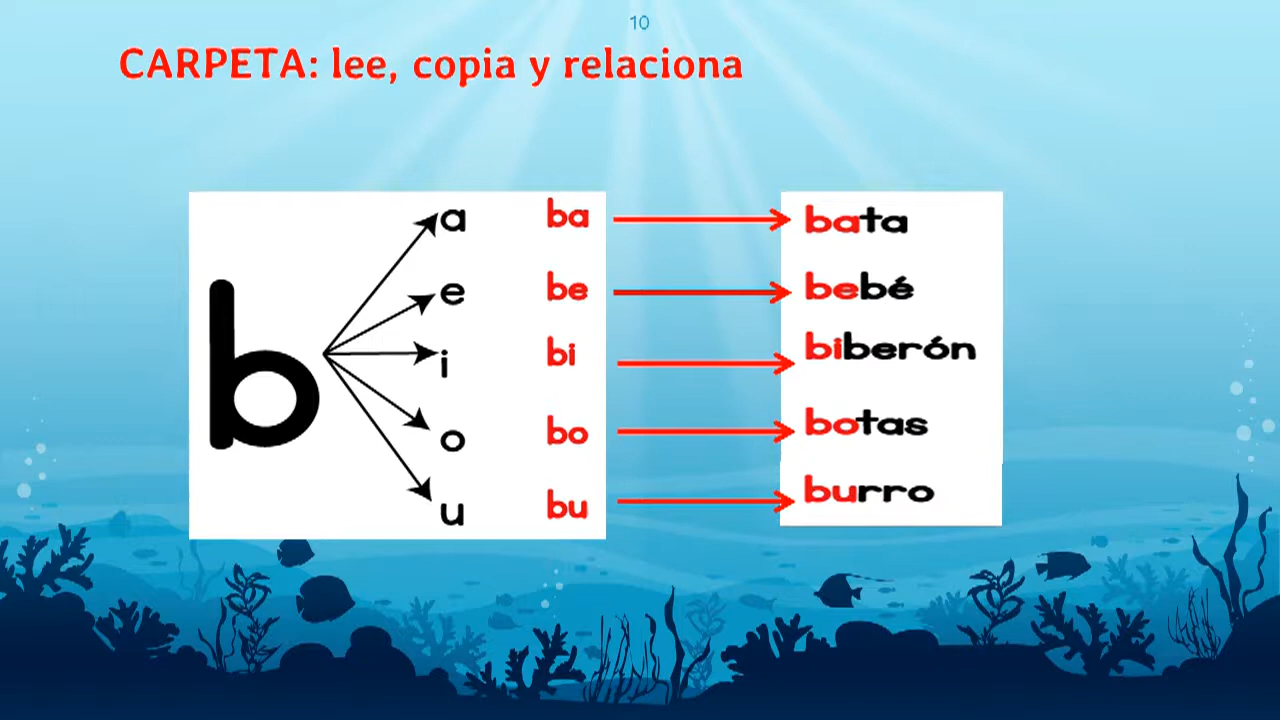 10
CARPETA: lee, copia y relaciona
b
a ba bata
e be bebé
i bi biberón
o bo botas
u bu burro